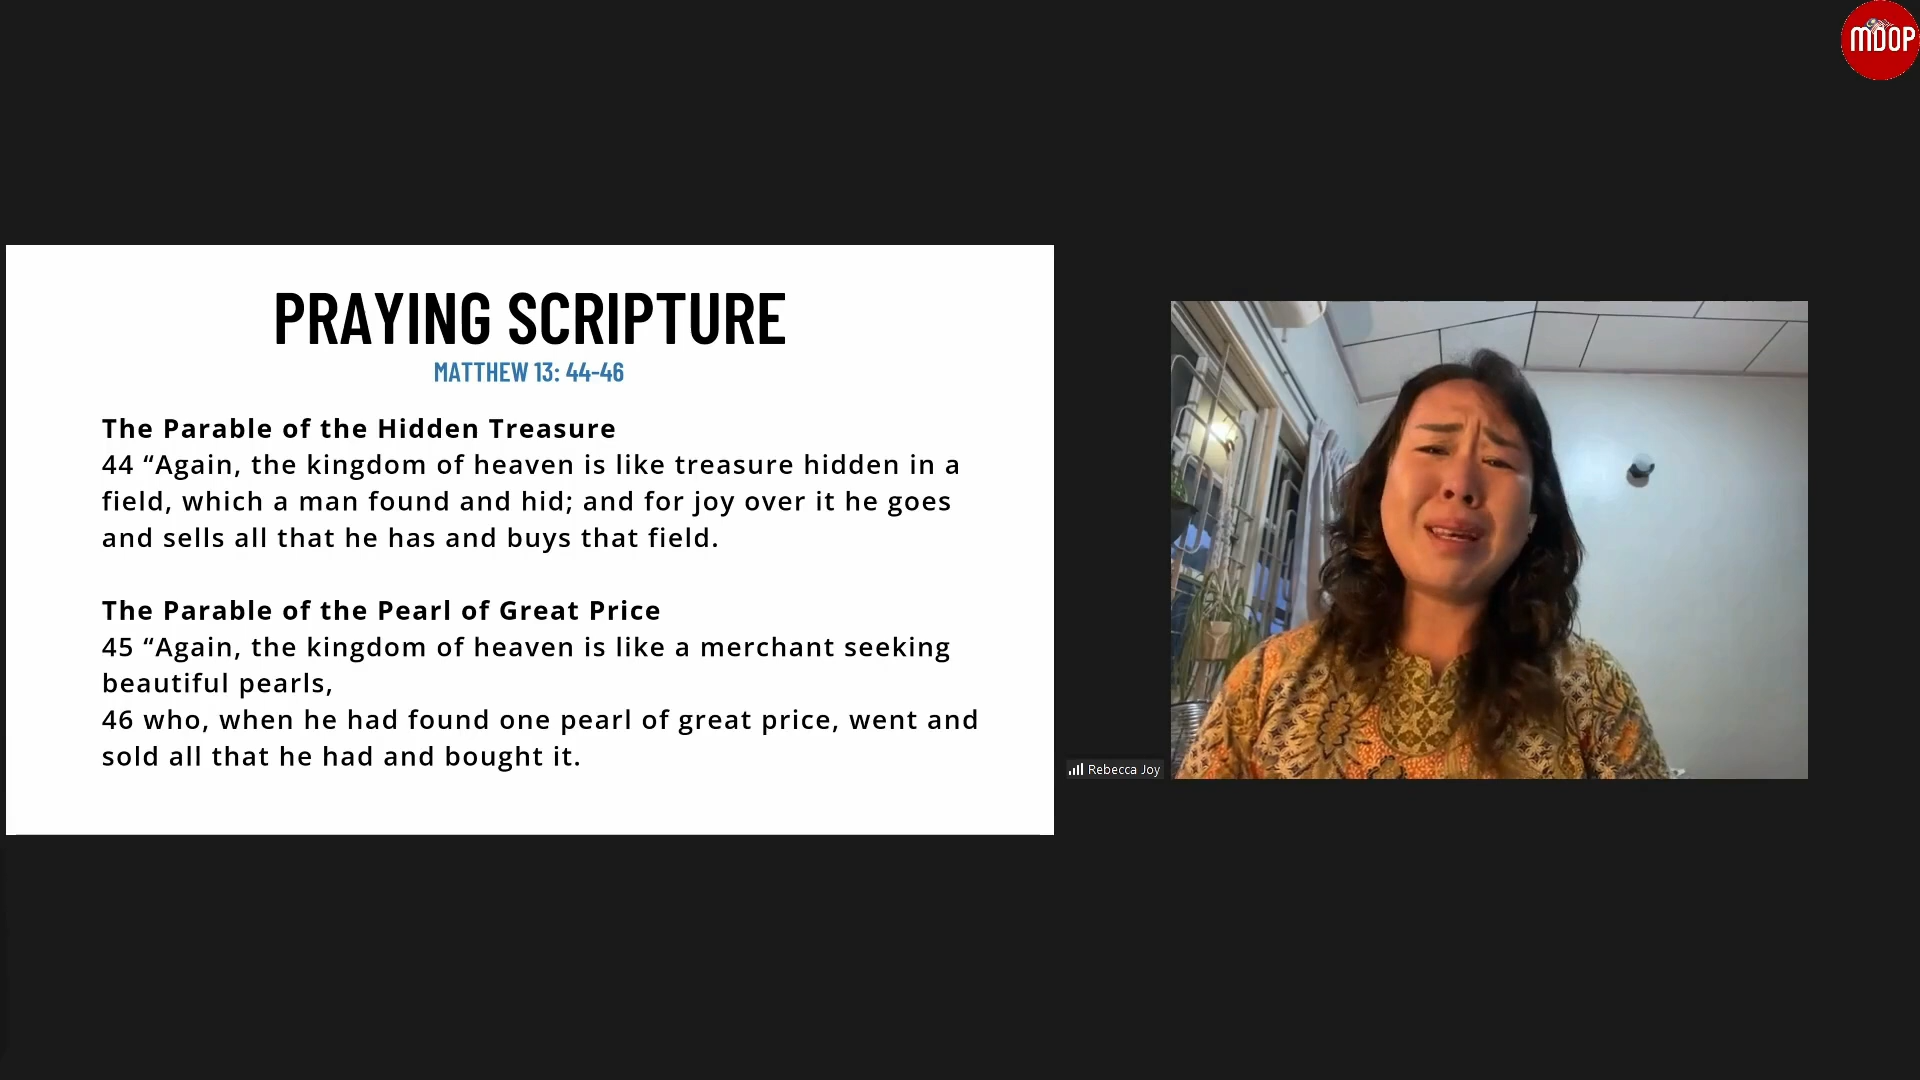 MDOP
PRAYING SCRIPTURE
MATTHEW 13: 44-46
The Parable of the Hidden Treasure
44 “Again, the kingdom of heaven is like treasure hidden in a
field, which a man found and hid; and for joy over it he goes
and sells all that he has and buys that field.
The Parable of the Pearl of Great Price
45 “Again, the kingdom of heaven is like a merchant seeking
beautiful pearls,
46 who, when he had found one pearl of great price, went and
sold all that he had and bought it.
Rebecca Joy